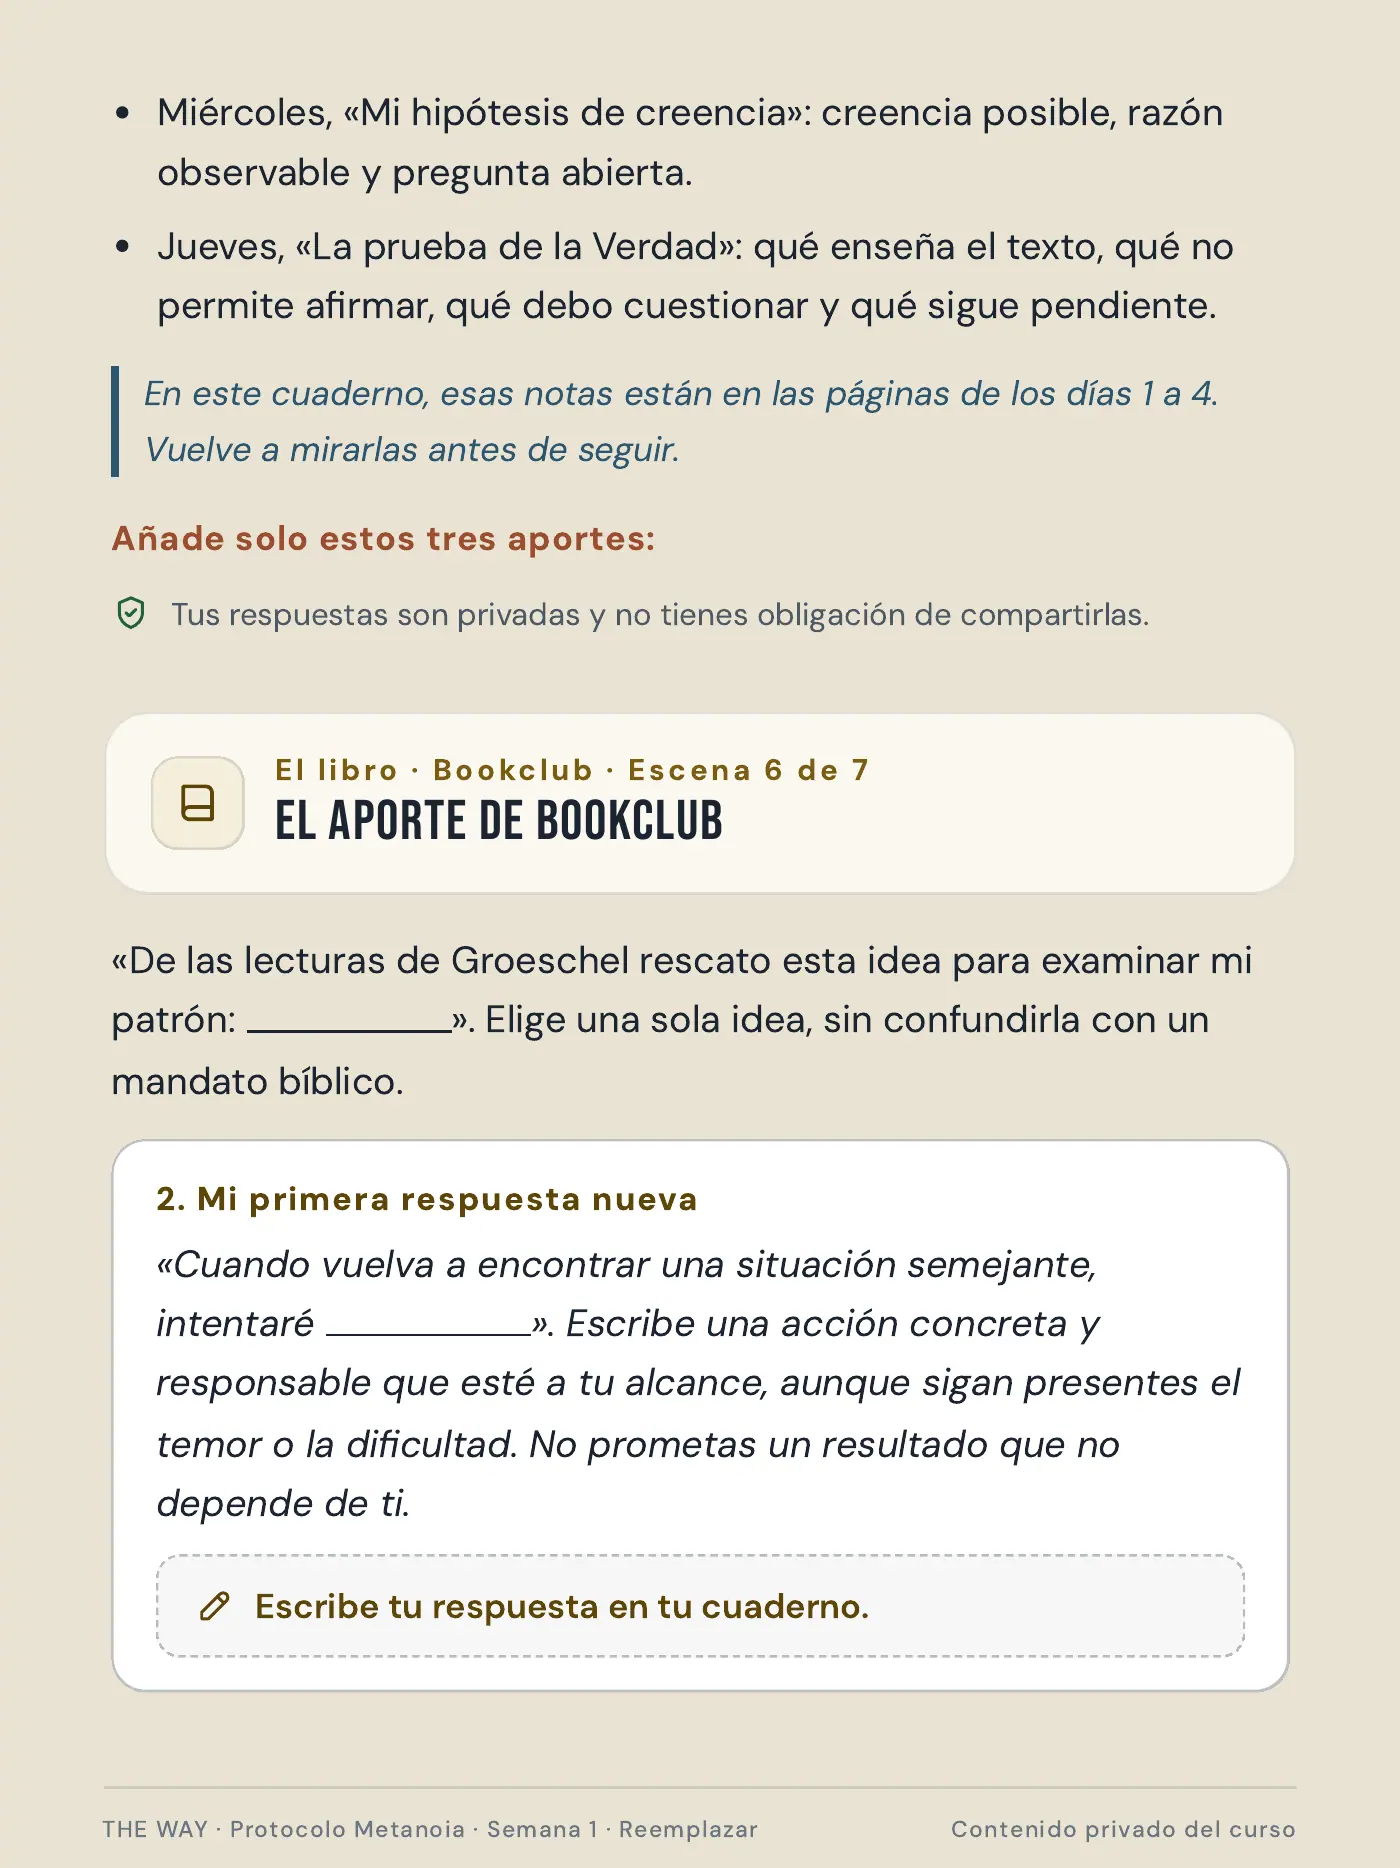 • Miércoles, «Mi hipótesis de creencia»: creencia posible, razón
observable y pregunta abierta.
• Jueves, «La prueba de la Verdad»: qué enseña el texto, qué no
permite afirmar, qué debo cuestionar y qué sigue pendiente.
En este cuaderno, esas notas están en las páginas de los días 1 a 4.
Vuelve a mirarlas antes de seguir.
Añade solo estos tres aportes:
Tus respuestas son privadas y no tienes obligación de compartirlas.
El libro · Bookclub · Escena 6 de 7
EL APORTE DE BOOKCLUB
«De las lecturas de Groeschel rescato esta idea para examinar mi
patrón: __________». Elige una sola idea, sin confundirla con un
mandato bíblico.
2. Mi primera respuesta nueva
«Cuando vuelva a encontrar una situación semejante,
intentaré __________». Escribe una acción concreta y
responsable que esté a tu alcance, aunque sigan presentes el
temor o la dificultad. No prometas un resultado que no
depende de ti.
Escribe tu respuesta en tu cuaderno.
THE WAY · Protocolo Metanoia · Semana 1 · Reemplazar
Contenido privado del curso